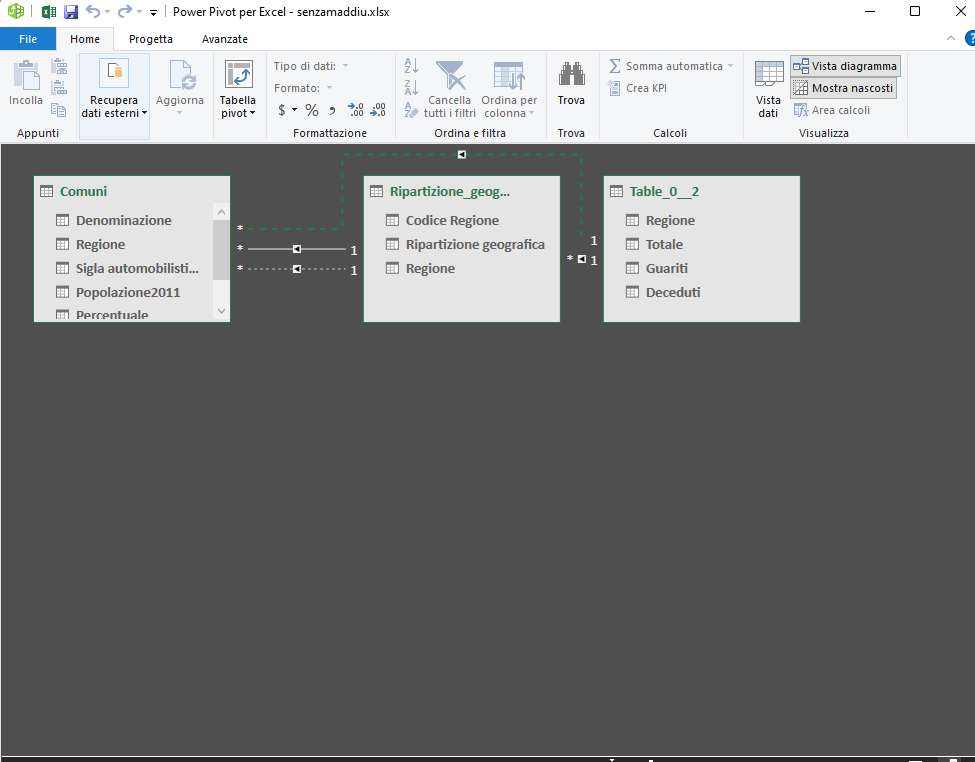 Power Pivot per Excel - senzamaddiu.xlsx
File Home Progetta Avanzate
Incolla
Appunti
Recupera
dati esterni
Aggiorna
Tabella
pivot
Tipo di dati:
Formato:
$ % ,
Formattazione
Cancella
tutti i filtri
Ordina per
colonna
Ordina e filtra
Trova
Trova
Somma automatica
Crea KPI
Calcoli
Vista
dati
Vista diagramma
Mostra nascosti
Area calcoli
Visualizza
Comuni
Denominazione
Regione
Sigla automobilisti...
Popolazione2011
Percentuale
*
* 1
* 1
Ripartizione_geog...
Codice Regione
Ripartizione geografica
Regione
1
* 1
Table_0__2
Regione
Totale
Guariti
Deceduti